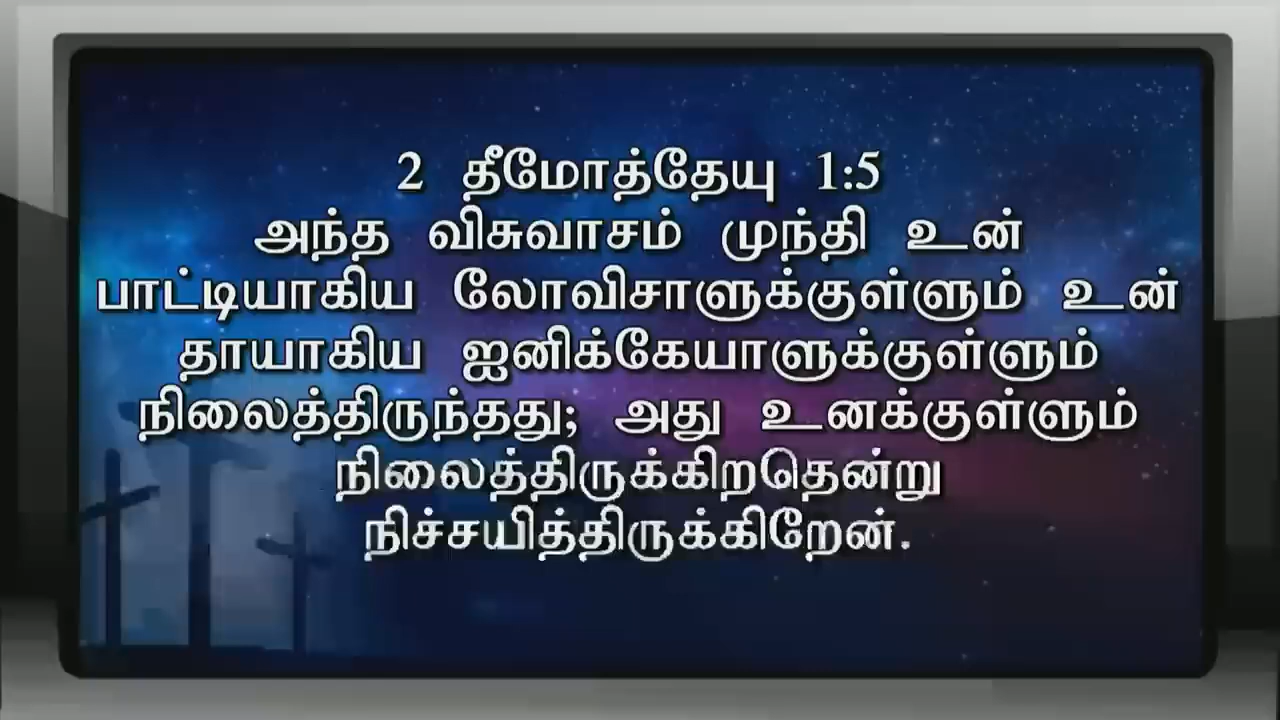 2 தீமோத்தேயு 1:5
அந்த விசுவாசம் முந்தி உன்
பாட்டியாகிய லோவிசாளுக்குள்ளும் உன்
தாயாகிய ஐனிக்கேயாளுக்குள்ளும்
நிலைத்திருந்தது; அது உனக்குள்ளும்
நிலைத்திருக்கிறதென்று
நிச்சயித்திருக்கிறேன்.